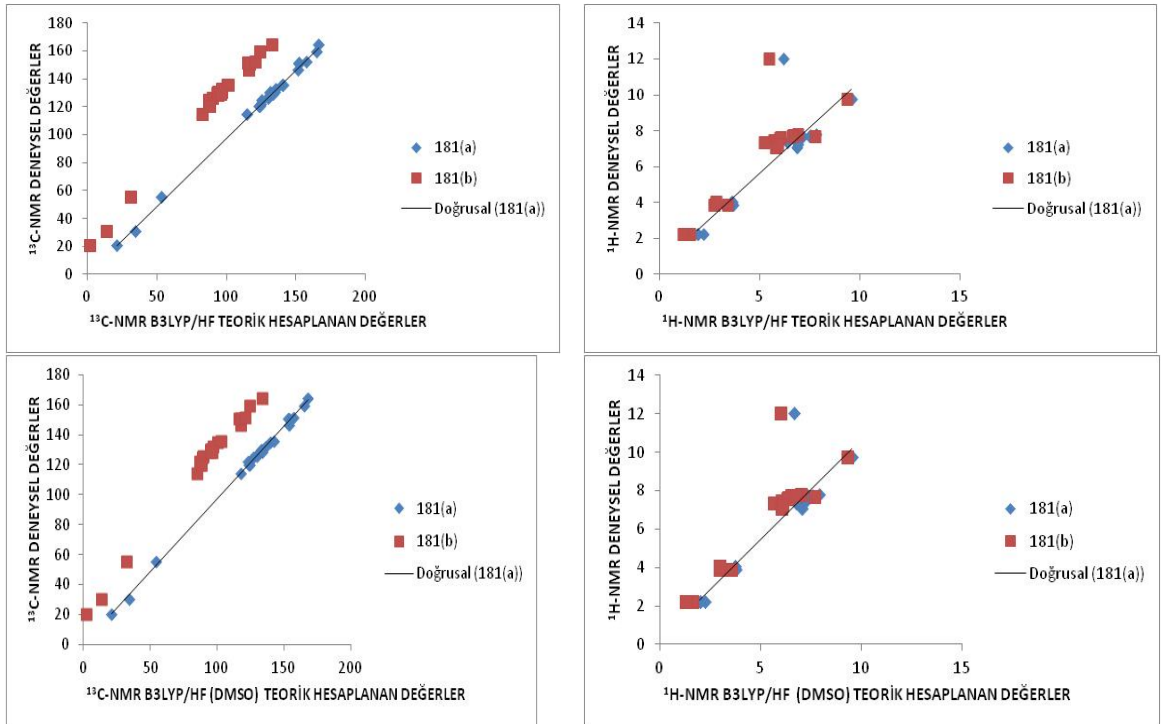 180
160
140
120
100
80
60
40
20
0
¹³C-NMR DENEYSEL DEĞERLER
0 50 100 150 200
¹³C-NMR B3LYP/HF TEORİK HESAPLANAN DEĞERLER
181(a)
181(b)
Doğrusal (181(a))
14
12
10
8
6
4
2
0
¹H-NMR DENEYSEL DEĞERLER
0 5 10 15
¹H-NMR B3LYP/HF TEORİK HESAPLANAN DEĞERLER
181(a)
181(b)
Doğrusal (181(a))
180
160
140
120
100
80
60
40
20
0
¹³C-NMR DENEYSEL DEĞERLER
0 50 100 150 200
¹³C-NMR B3LYP/HF (DMSO) TEORİK HESAPLANAN DEĞERLER
181(a)
181(b)
Doğrusal (181(a))
14
12
10
8
6
4
2
0
¹H-NMR DENEYSEL DEĞERLER
0 5 10 15
¹H-NMR B3LYP/HF (DMSO) TEORİK HESAPLANAN DEĞERLER
181(a)
181(b)
Doğrusal (181(a))